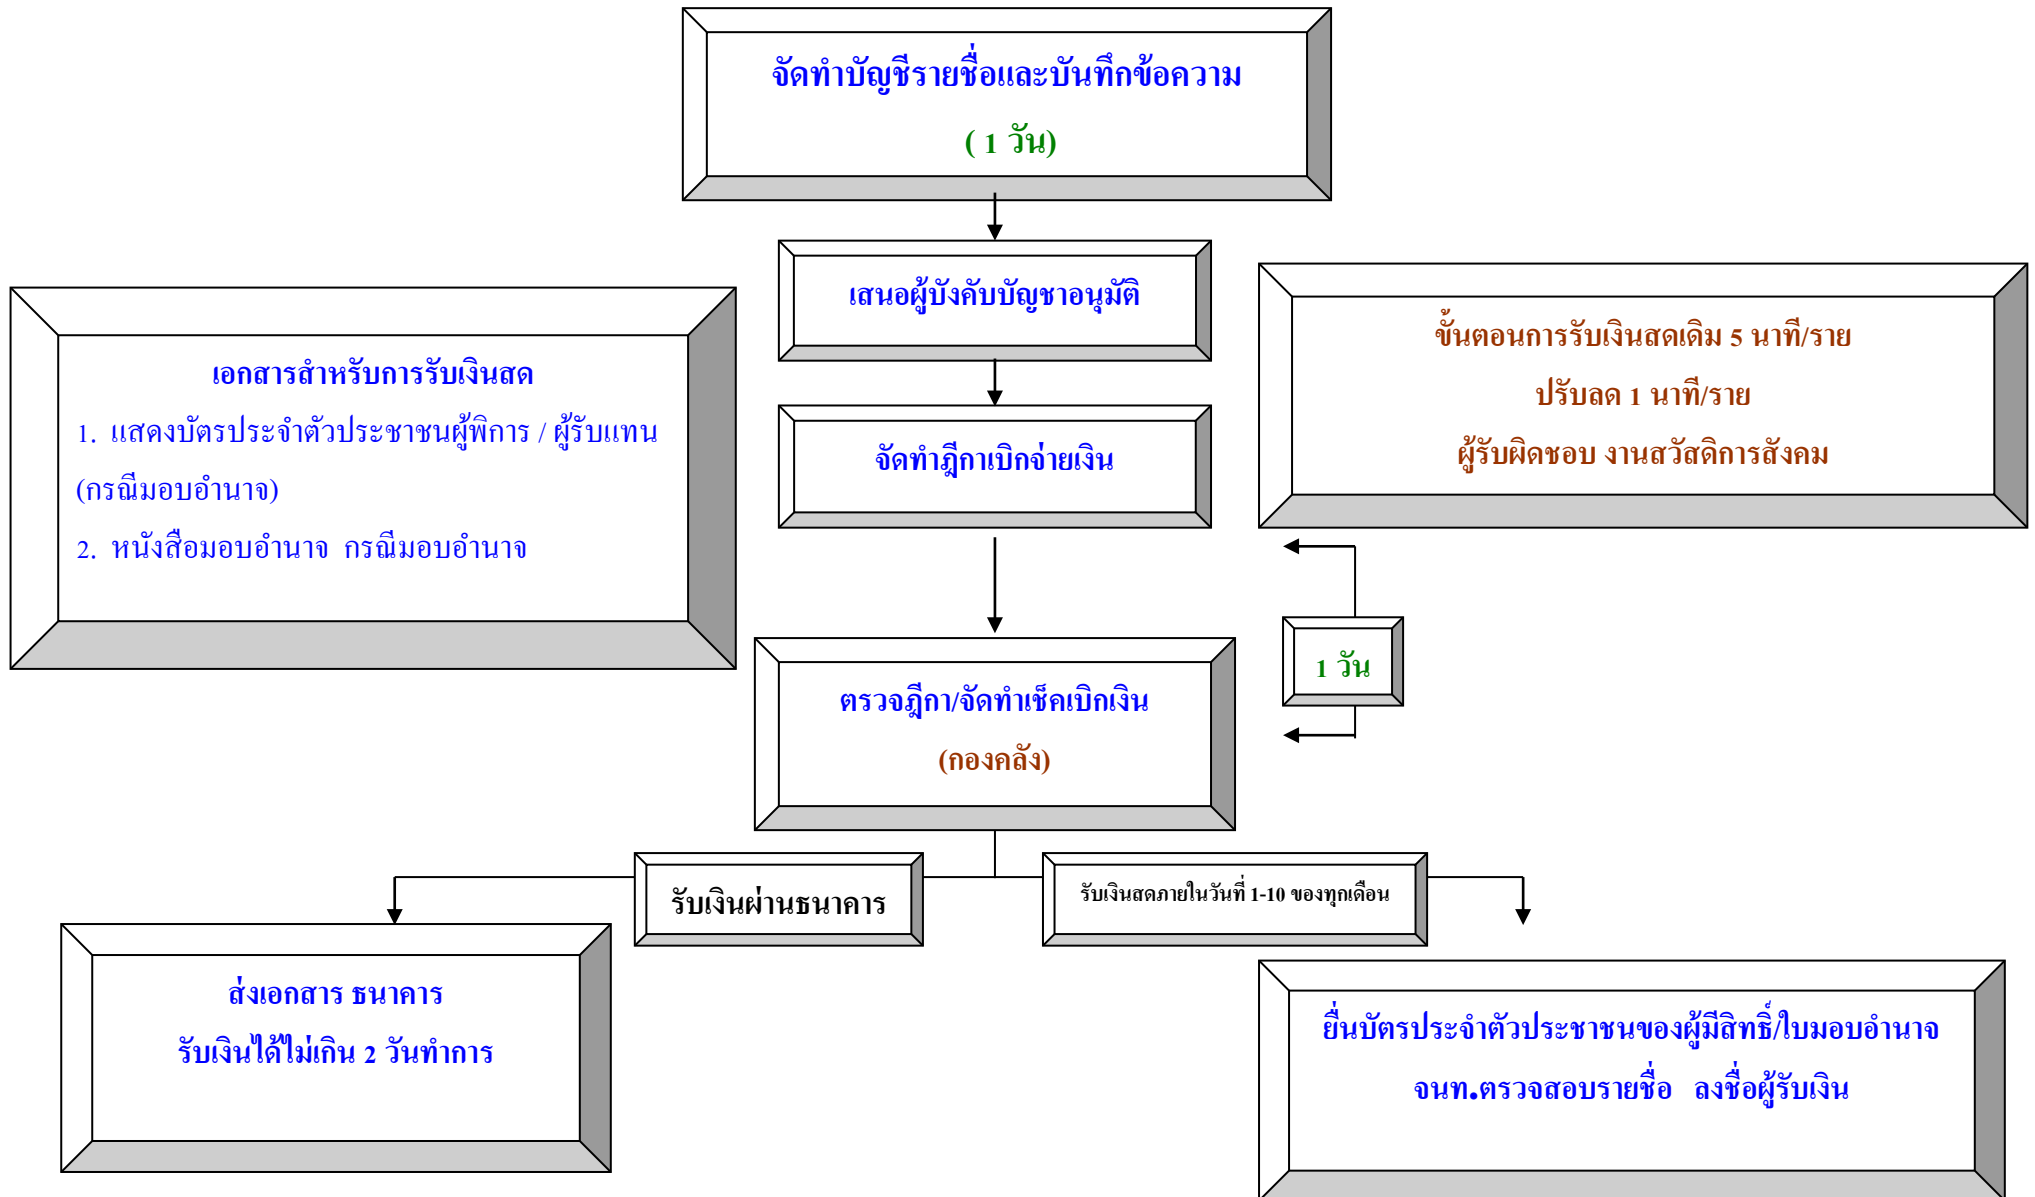 จัดทำบัญชีรายชื่อและบันทึกข้อความ
( 1 วัน)
เสนอผู้บังคับบัญชาอนุมัติ
เอกสารสำหรับการรับเงินสด
1. แสดงบัตรประจำตัวประชาชนผู้พิการ / ผู้รับแทน
(กรณีมอบอำนาจ)
2. หนังสือมอบอำนาจ กรณีมอบอำนาจ
จัดทำฎีกาเบิกจ่ายเงิน
ขั้นตอนการรับเงินสดเดิม 5 นาที/ราย
ปรับลด 1 นาที/ราย
ผู้รับผิดชอบ งานสวัสดิการสังคม
1 วัน
ตรวจฎีกา/จัดทำเช็คเบิกเงิน
(กองคลัง)
รับเงินผ่านธนาคาร
รับเงินสดภายในวันที่ 1-10 ของทุกเดือน
ส่งเอกสาร ธนาคาร
รับเงินได้ไม่เกิน 2 วันทำการ
ยื่นบัตรประจำตัวประชาชนของผู้มีสิทธิ์/ใบมอบอำนาจ
จนท.ตรวจสอบรายชื่อ ลงชื่อผู้รับเงิน